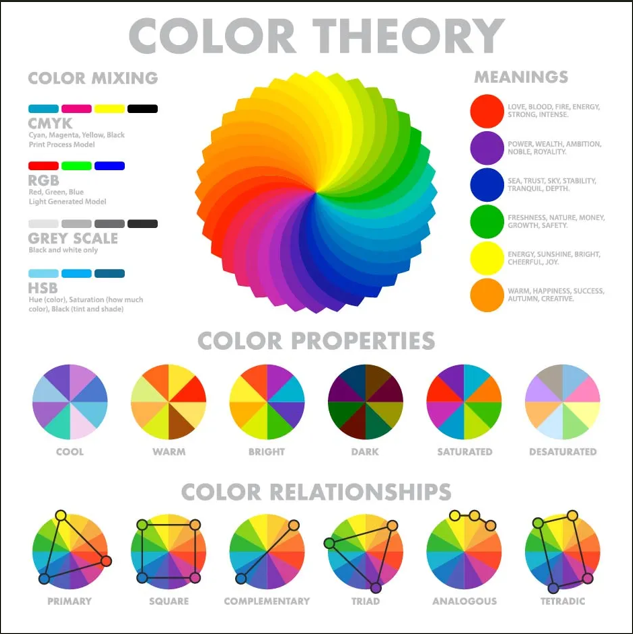 COLOR THEORY
COLOR MIXING
CMYK
Cyan, Magenta, Yellow, Black
Print Process Model
RGB
Red, Green, Blue
Light Generated Model
GREY SCALE
Black and white only
HSB
Hue (color), Saturation (how much
color), Black (tint and shade)
MEANINGS
LOVE, BLOOD, FIRE, ENERGY,
STRONG, INTENSE.
POWER, WEALTH, AMBITION,
NOBLE, ROYALITY.
SEA, TRUST, SKY, STABILITY,
TRANQUIL, DEPTH.
FRESHNESS, NATURE, MONEY,
GROWTH, SAFETY.
ENERGY, SUNSHINE, BRIGHT,
CHEERFUL, JOY.
WARM, HAPPINESS, SUCCESS,
AUTUMN, CREATIVE.
COLOR PROPERTIES
COOL
WARM
BRIGHT
DARK
SATURATED
DESATURATED
COLOR RELATIONSHIPS
PRIMARY
SQUARE
COMPLEMENTARY
TRIAD
ANALOGOUS
TETRADIC